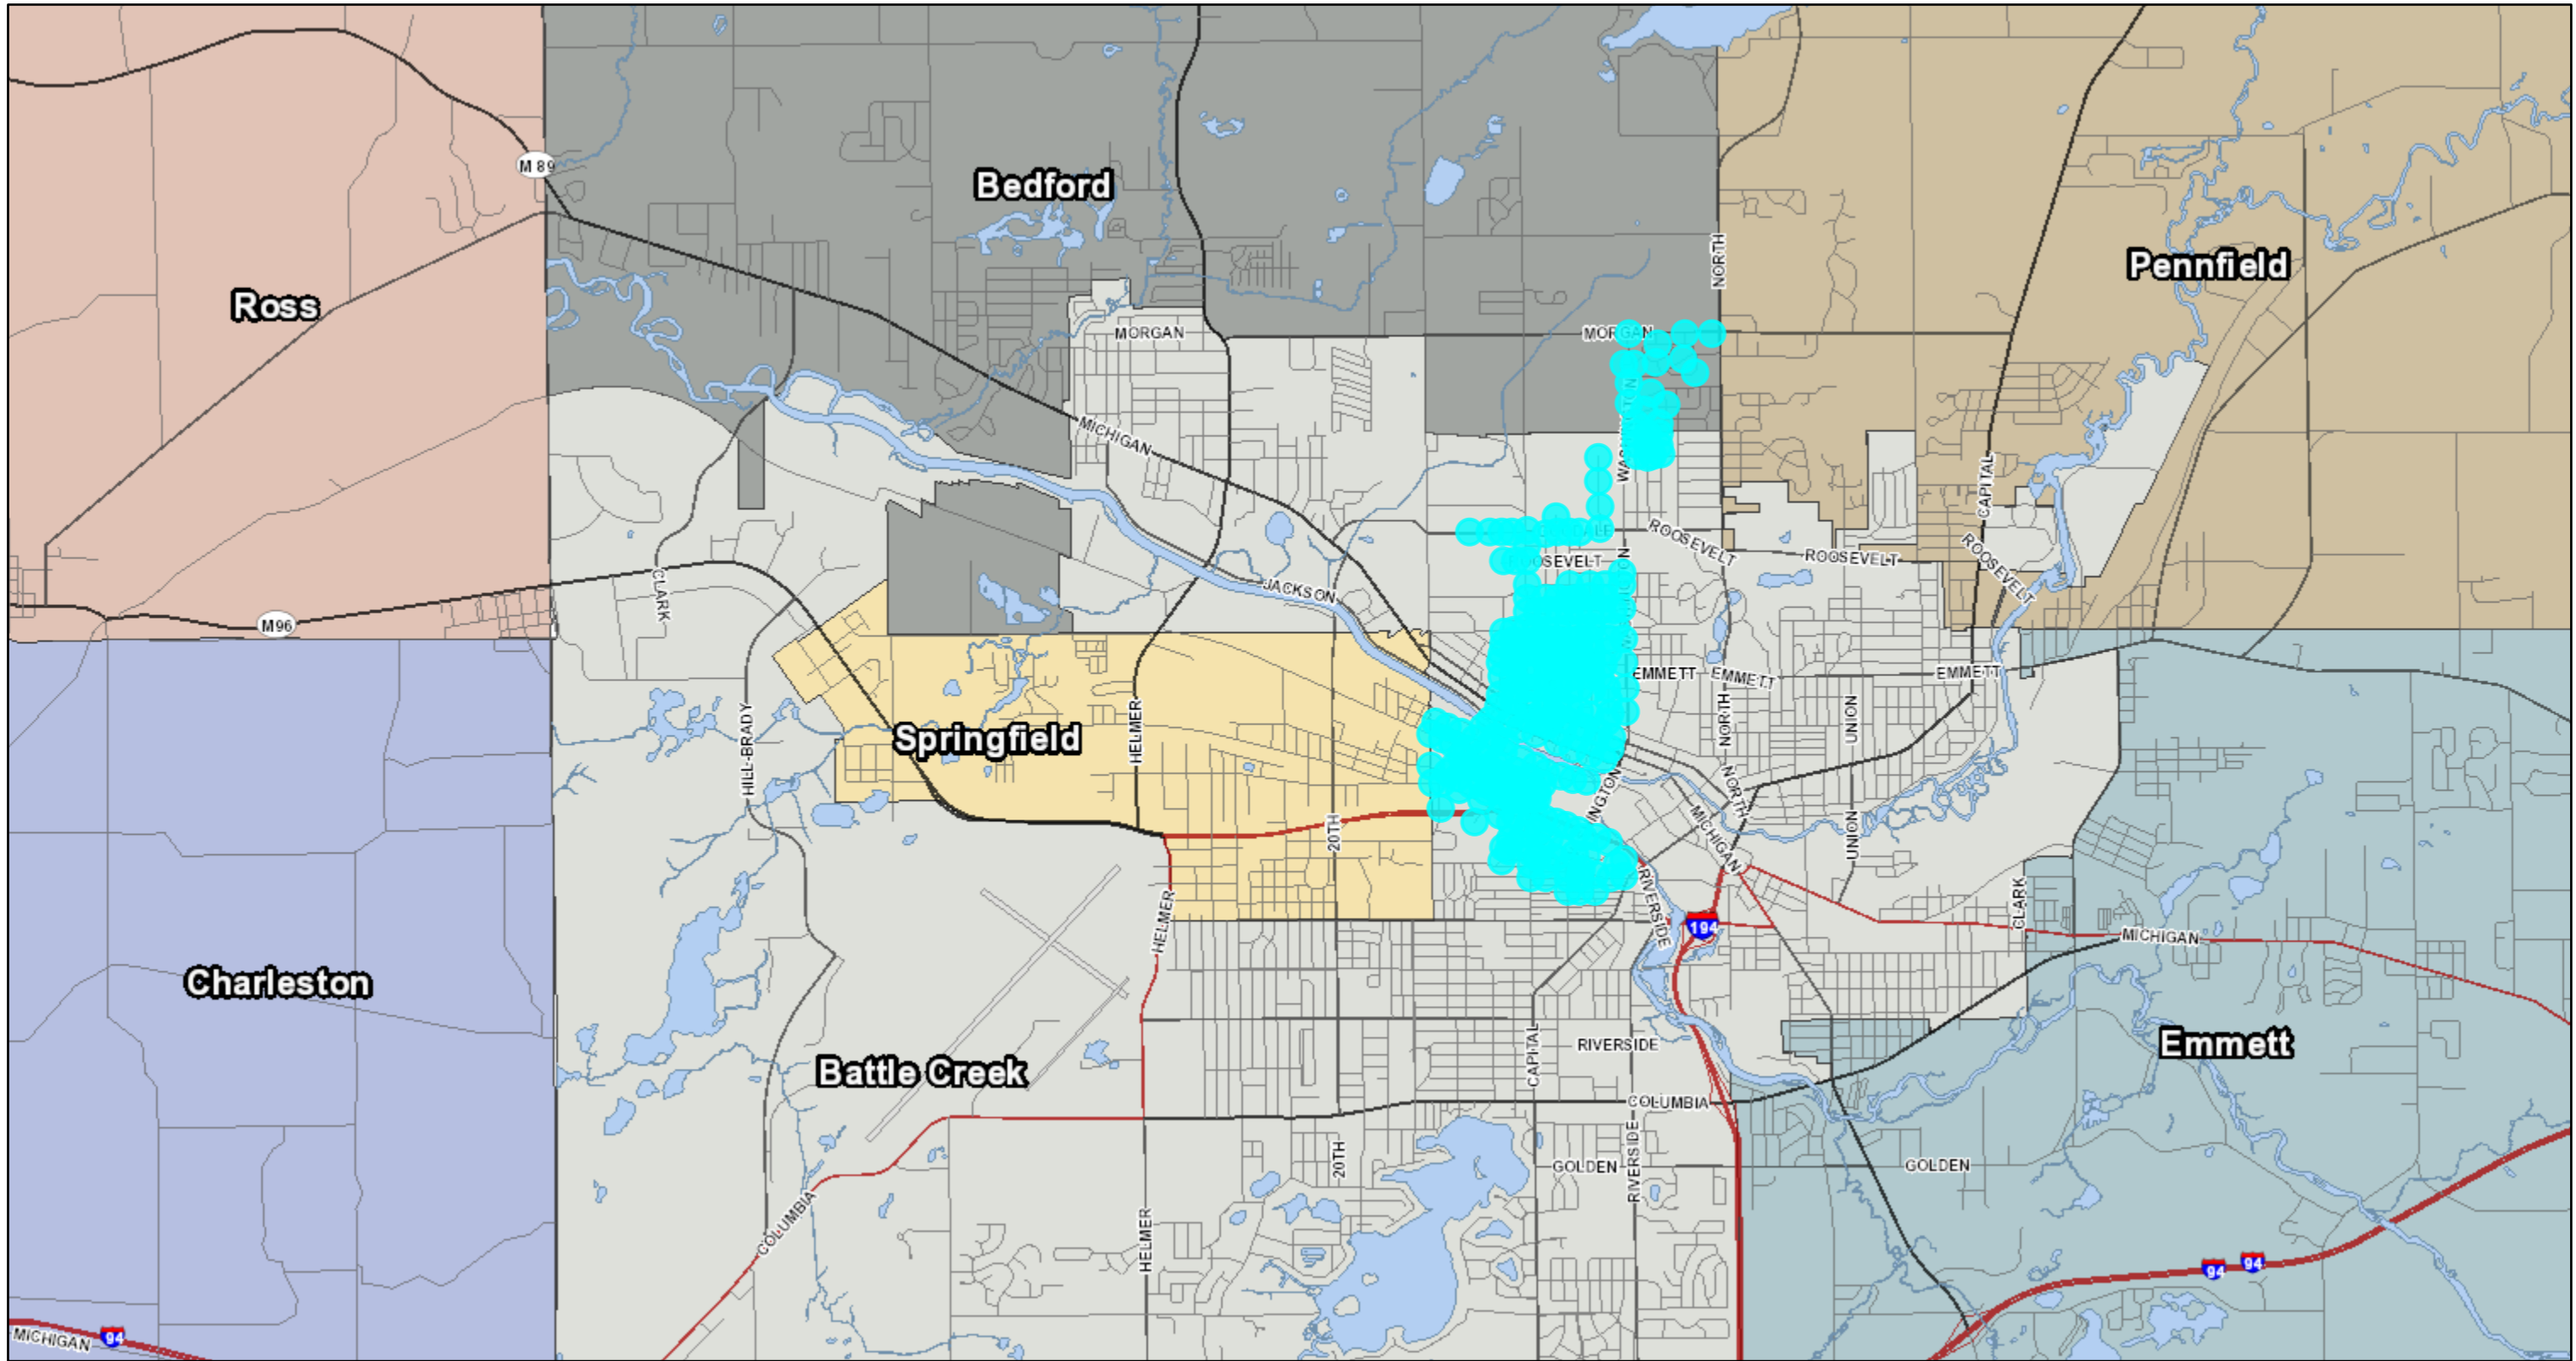 M 89
Bedford
NORTH
Pennfield
Ross
MORGAN
MORGAN
MICHIGAN
CAPITAL
ROOSEVELT
ROOSEVELT
ROOSEVELT
CLARK
JACKSON
M96
EMMETT
EMMETT
EMMETT
HILL-BRADY
HELMER
Springfield
NORTH
UNION
NORTH
20TH
MICHIGAN
UNION
RIVERSIDE
HELMER
CLARK
194
MICHIGAN
Charleston
Battle Creek
CAPITAL
RIVERSIDE
Emmett
COLUMBIA
20TH
GOLDEN
RIVERSIDE
GOLDEN
COLUMBIA
HELMER
94
94
MICHIGAN
94